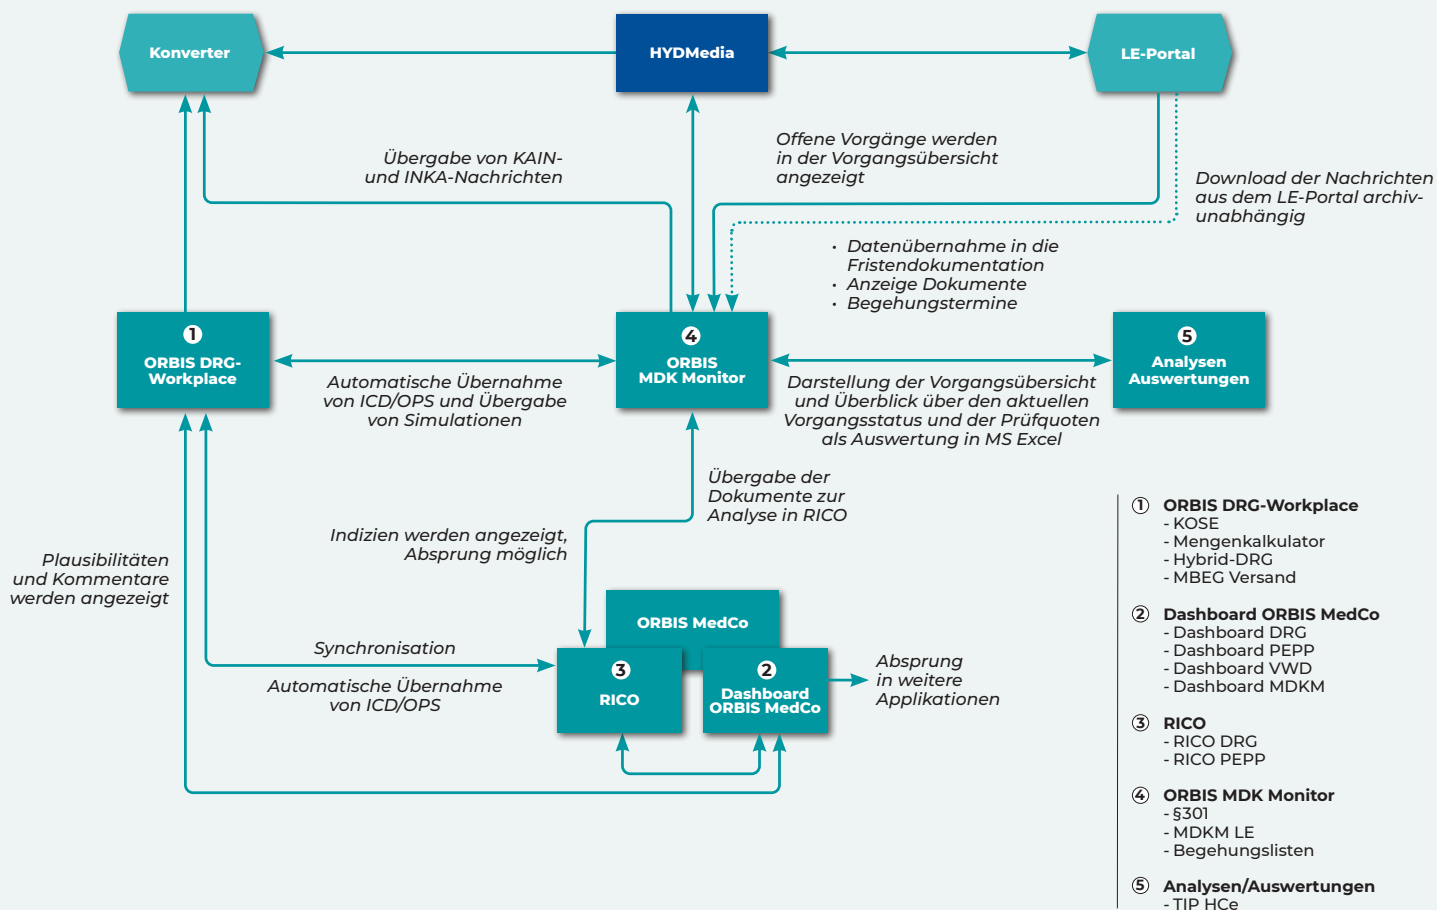 Konverter
HYDMedia
LE-Portal
Übergabe von KAIN-
und INKA-Nachrichten
Offene Vorgänge werden
in der Vorgangsübersicht
angezeigt
Download der Nachrichten
aus dem LE-Portal archiv-
unabhängig
· Datenübernahme in die
Fristendokumentation
· Anzeige Dokumente
· Begehungstermine
1
ORBIS DRG-
Workplace
4
ORBIS
MDK Monitor
5
Analysen
Auswertungen
Automatische Übernahme
von ICD/OPS und Übergabe
von Simulationen
Darstellung der Vorgangsübersicht
und Überblick über den aktuellen
Vorgangsstatus und der Prüfquoten
als Auswertung in MS Excel
Übergabe der
Dokumente zur
Analyse in RICO
Indizien werden angezeigt,
Absprung möglich
Plausibilitäten
und Kommentare
werden angezeigt
Synchronisation
Automatische Übernahme
von ICD/OPS
ORBIS MedCo
3
RICO
2
Dashboard
ORBIS MedCo
Absprung
in weitere
Applikationen
1 ORBIS DRG-Workplace
- KOSE
- Mengenkalkulator
- Hybrid-DRG
- MBEG Versand
2 Dashboard ORBIS MedCo
- Dashboard DRG
- Dashboard PEPP
- Dashboard VWD
- Dashboard MDKM
3 RICO
- RICO DRG
- RICO PEPP
4 ORBIS MDK Monitor
- §301
- MDKM LE
- Begehungslisten
5 Analysen/Auswertungen
- TIP HCe